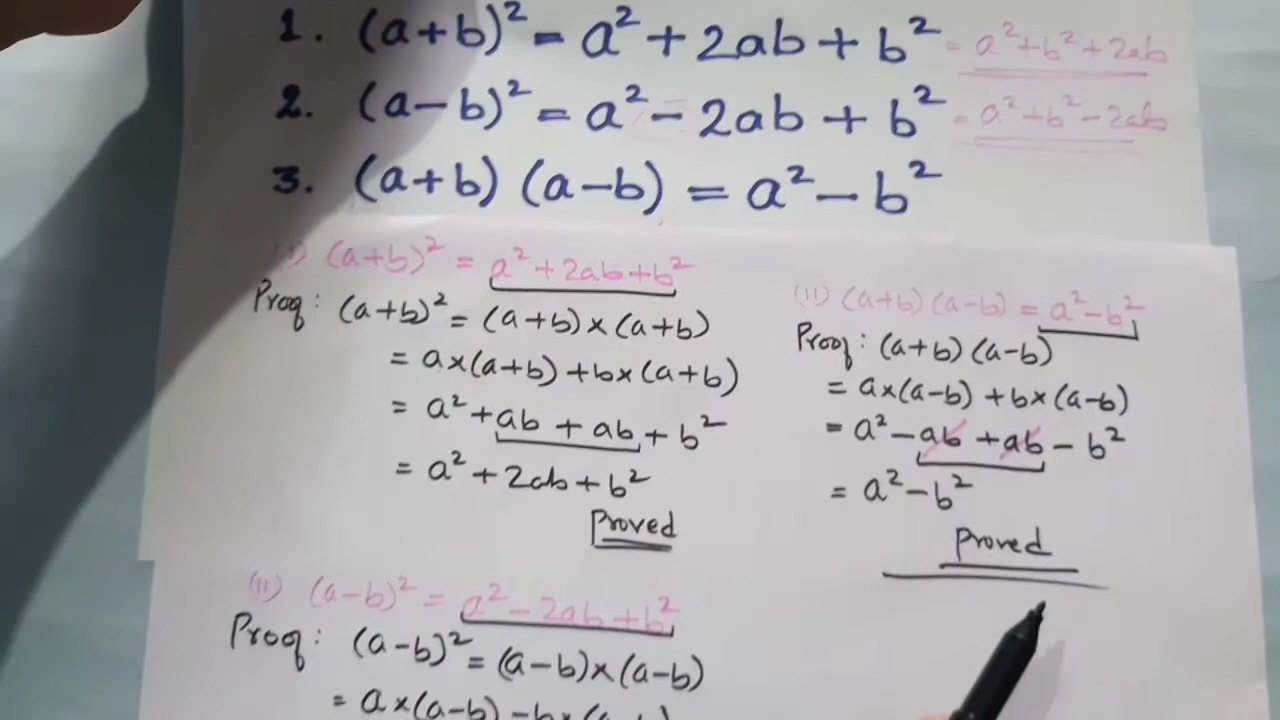 1. (a+b)² = a² + 2ab + b² = a²+b²+2ab
2. (a-b)² = a² - 2ab + b² = a²+b²-2ab
3. (a+b) (a-b) = a² - b²
(a+b)² = a² + 2ab + b²
Proof: (a+b)² = (a+b)×(a+b)
= a×(a+b) + b×(a+b)
= a² + ab + ab + b²
= a² + 2ab + b²
Proved
(II) (a-b)² = a² - 2ab + b²
Proof: (a-b)² = (a-b)×(a-b)
= a×(a-b) - b×
(II) (a+b) (a-b) = a² - b²
Proof: (a+b) (a-b)
= a×(a-b) + b×(a-b)
= a² - ab + ab - b²
= a² - b²
Proved